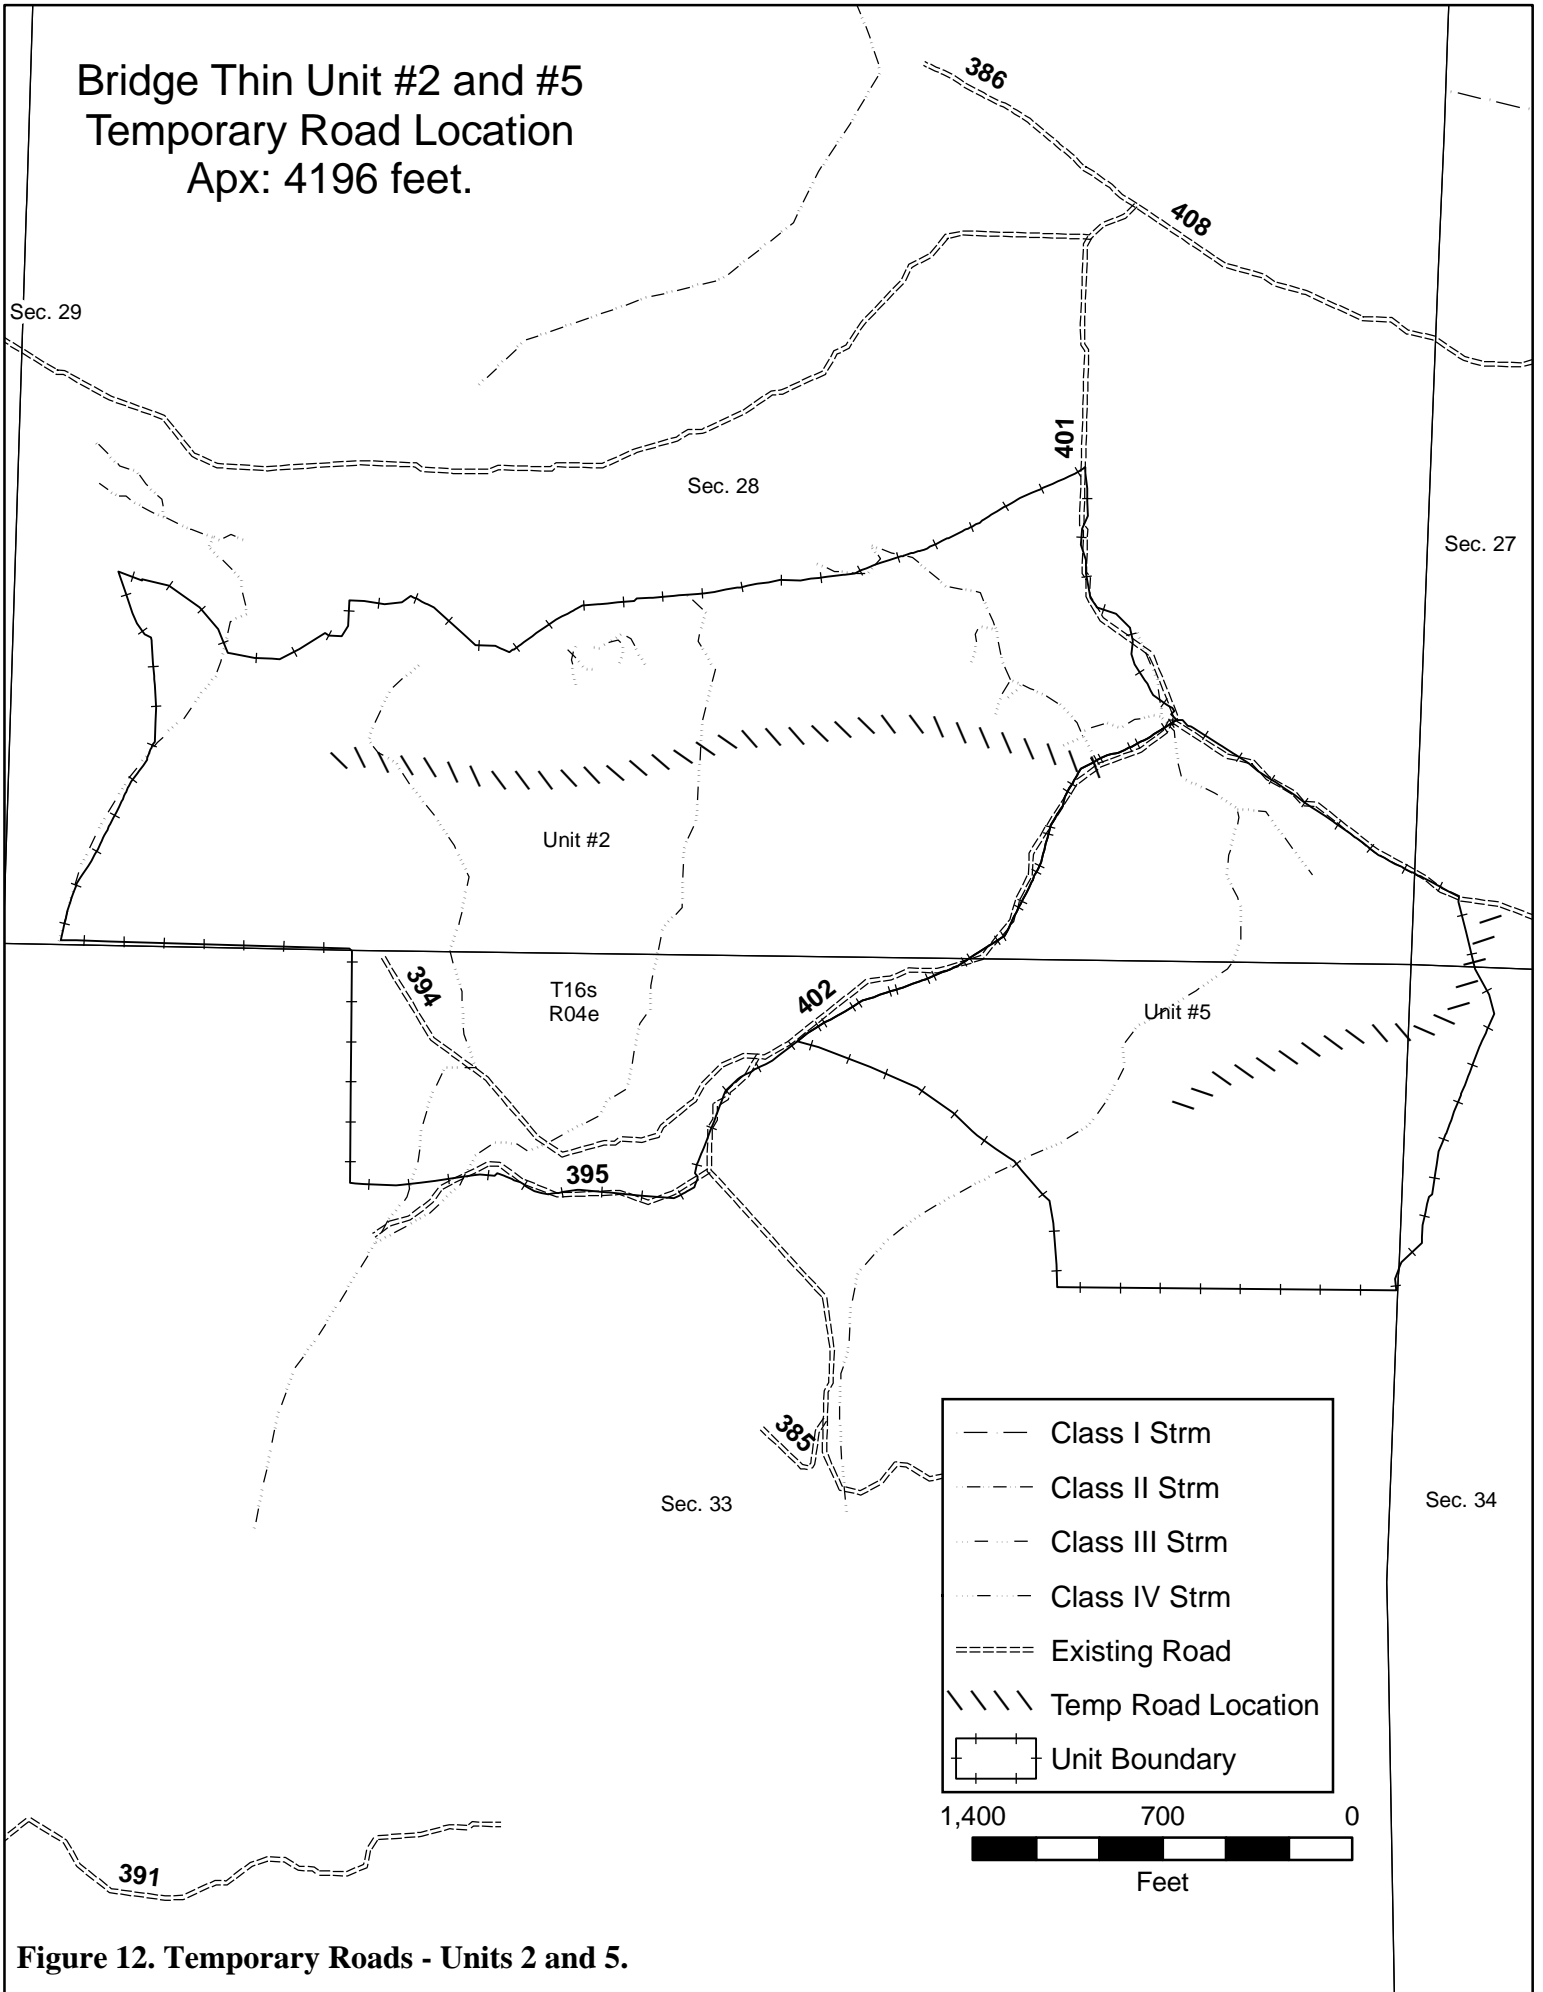 Bridge Thin Unit #2 and #5
Temporary Road Location
Apx: 4196 feet.
386
408
Sec. 29
401
Sec. 28
Sec. 27
Unit #2
394
T16s
R04e
402
Unit #5
395
385
Sec. 33
Sec. 34
Class I Strm
Class II Strm
Class III Strm
Class IV Strm
Existing Road
Temp Road Location
Unit Boundary
1,400 700 0
Feet
391
Figure 12. Temporary Roads - Units 2 and 5.